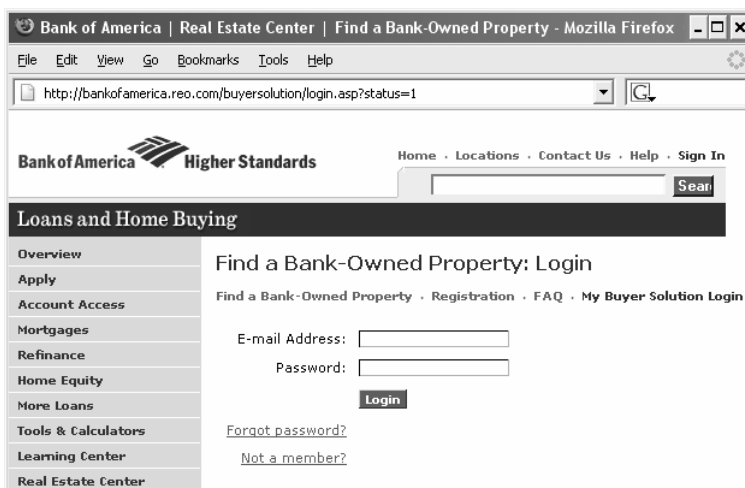 Bank of America | Real Estate Center | Find a Bank-Owned Property - Mozilla Firefox
File Edit View Go Bookmarks Tools Help
http://bankofamerica.reo.com/buyersolution/login.asp?status=1
G
Bank of America Higher Standards
Home · Locations · Contact Us · Help · Sign In
Sear
Loans and Home Buying
Overview
Apply
Account Access
Mortgages
Refinance
Home Equity
More Loans
Tools & Calculators
Learning Center
Real Estate Center
Find a Bank-Owned Property: Login
Find a Bank-Owned Property · Registration · FAQ · My Buyer Solution Login
E-mail Address:
Password:
Login
Forgot password?
Not a member?